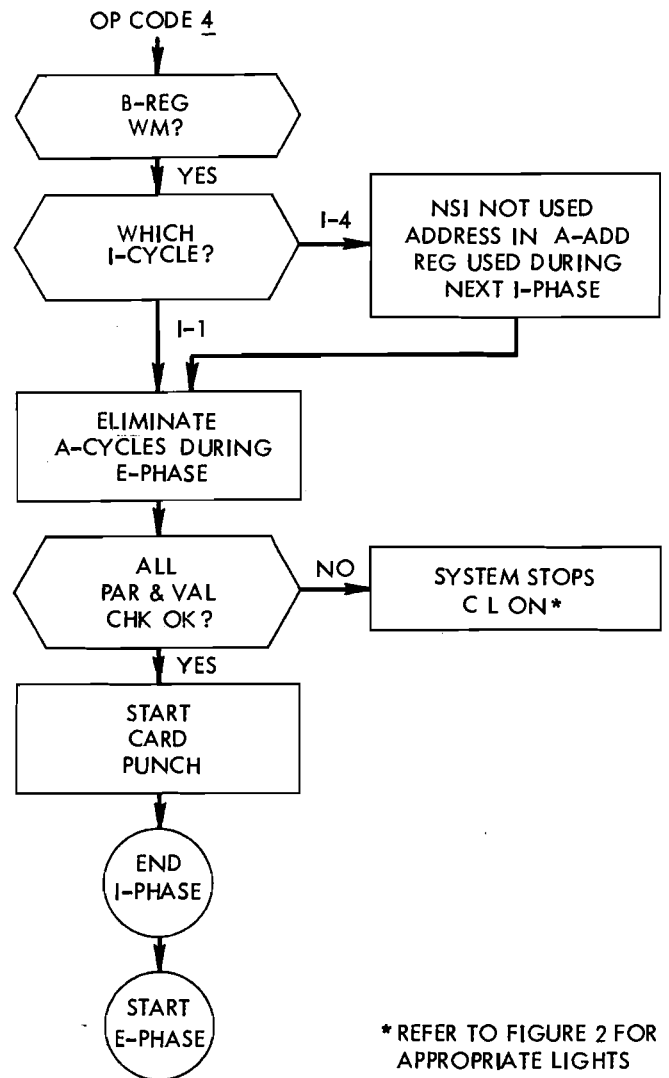 OP CODE 4
B-REG
WM?
YES
WHICH
I-CYCLE?
I-4
NSI NOT USED
ADDRESS IN A-ADD
REG USED DURING
NEXT I-PHASE
I-1
ELIMINATE
A-CYCLES DURING
E-PHASE
ALL
PAR & VAL
CHK OK?
NO
SYSTEM STOPS
C L ON*
YES
START
CARD
PUNCH
END
I-PHASE
START
E-PHASE
*REFER TO FIGURE 2 FOR
APPROPRIATE LIGHTS